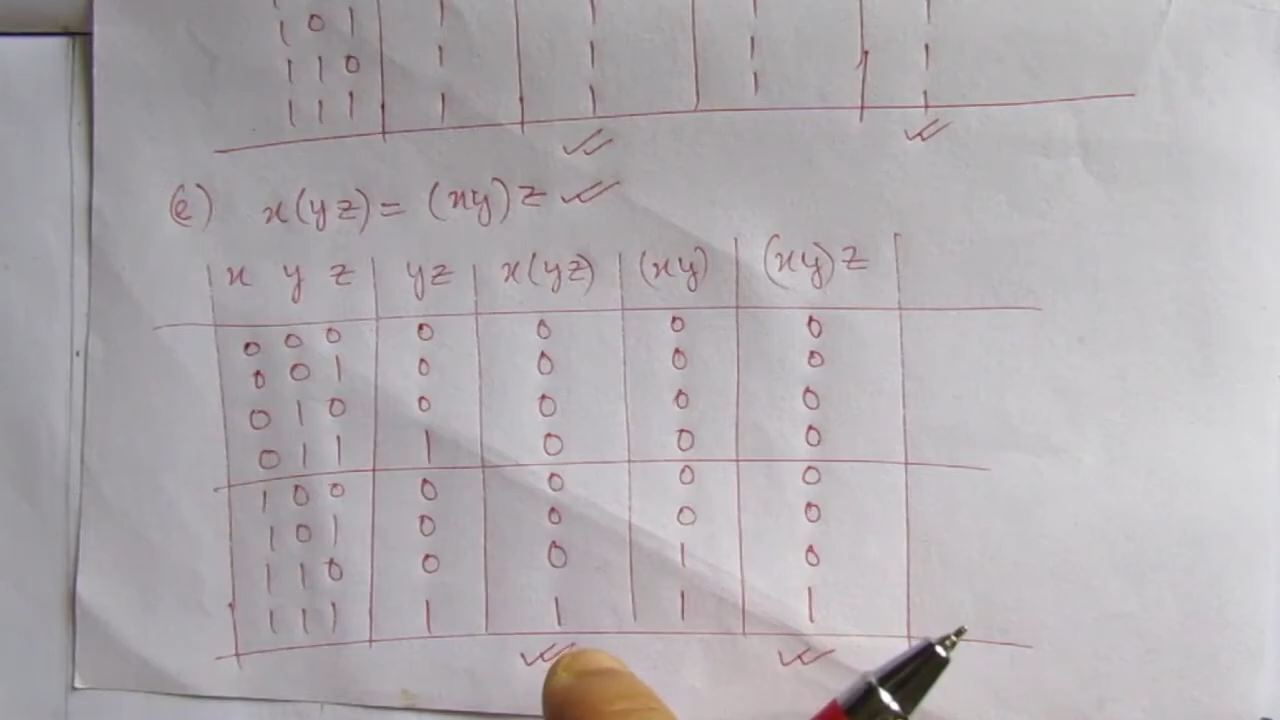 1 1 1 1
1 0 1 1 1 1 1
1 1 0 1 1 1 1
1 1 1 1 1 1
(e) x(yz) = (xy)z
x y z yz x(yz) (xy) (xy)z
0 0 0 0 0 0 0
0 0 1 0 0 0 0
0 1 0 0 0 0 0
0 1 1 1 0 0 0
1 0 0 0 0 0 0
1 0 1 0 0 0 0
1 1 0 0 0 1 0
1 1 1 1 1 1 1